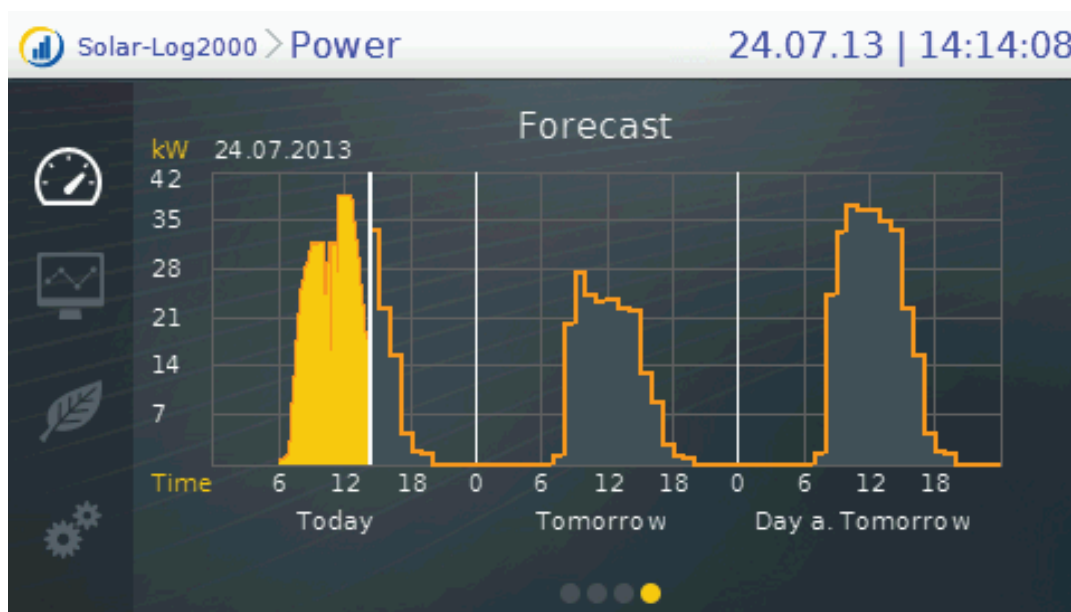 Solar-Log2000 > Power 24.07.13 | 14:14:08
Forecast
kW 24.07.2013
42
35
28
21
14
7
Time 6 12 18 0 6 12 18 0 6 12 18
Today Tomorrow Day a. Tomorrow